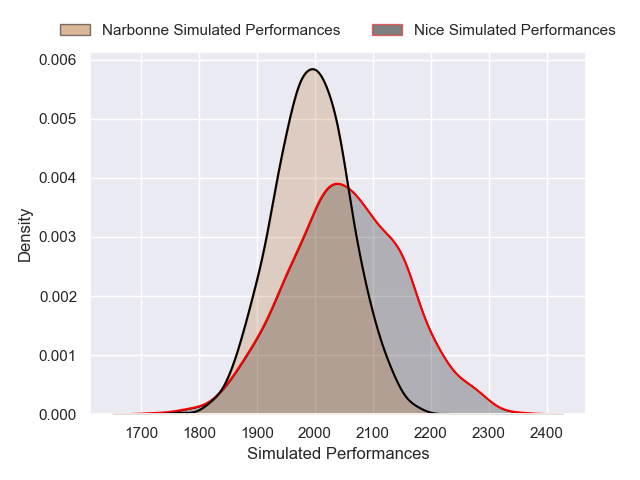 Narbonne Simulated Performances
Nice Simulated Performances
0.006
0.005
0.004
0.003
0.002
0.001
0.000
Density
1700 1800 1900 2000 2100 2200 2300 2400
Simulated Performances